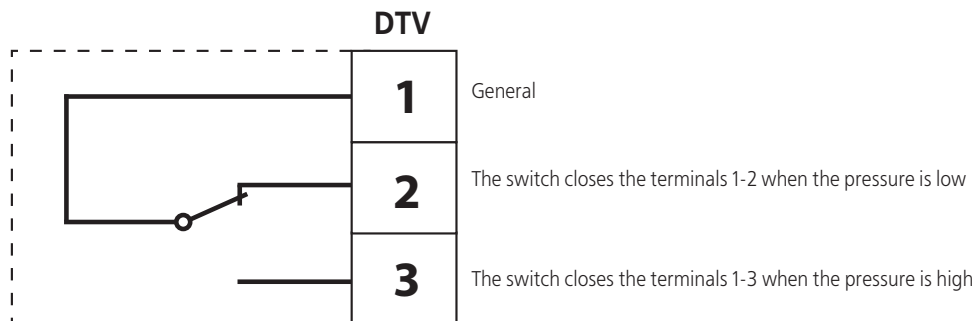 DTV
1
General
2
The switch closes the terminals 1-2 when the pressure is low
3
The switch closes the terminals 1-3 when the pressure is high